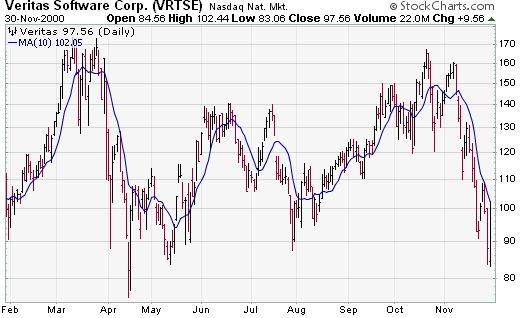 Veritas Software Corp. (VRTSE) Nasdaq Nat. Mkt. © StockCharts.com
30-Nov-2000 Open 84.56 High 102.44 Low 83.06 Close 97.56 Volume 22.0M Chg +9.56
Veritas 97.56 (Daily)
MA(10) 102.05
170
160
150
140
130
120
110
100
90
80
Feb Mar Apr May Jun Jul Aug Sep Oct Nov